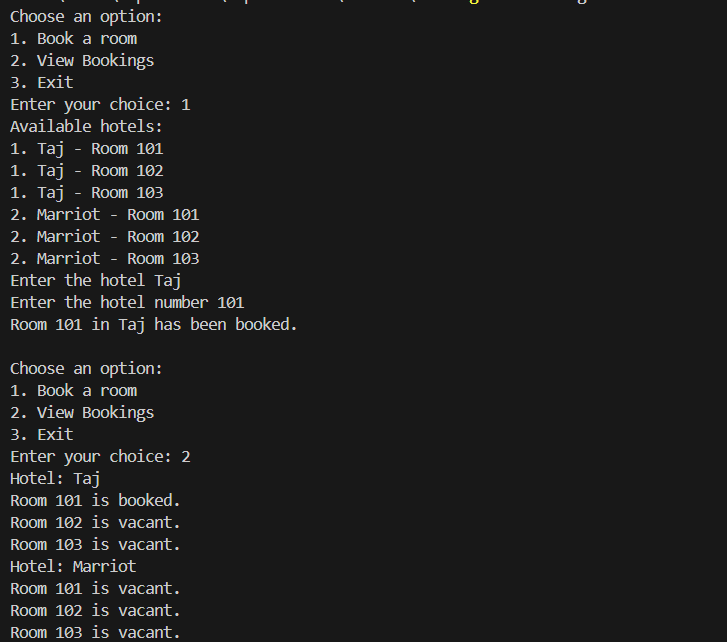 Choose an option:
1. Book a room
2. View Bookings
3. Exit
Enter your choice: 1
Available hotels:
1. Taj - Room 101
1. Taj - Room 102
1. Taj - Room 103
2. Marriot - Room 101
2. Marriot - Room 102
2. Marriot - Room 103
Enter the hotel Taj
Enter the hotel number 101
Room 101 in Taj has been booked.
Choose an option:
1. Book a room
2. View Bookings
3. Exit
Enter your choice: 2
Hotel: Taj
Room 101 is booked.
Room 102 is vacant.
Room 103 is vacant.
Hotel: Marriot
Room 101 is vacant.
Room 102 is vacant.
Room 103 is vacant.